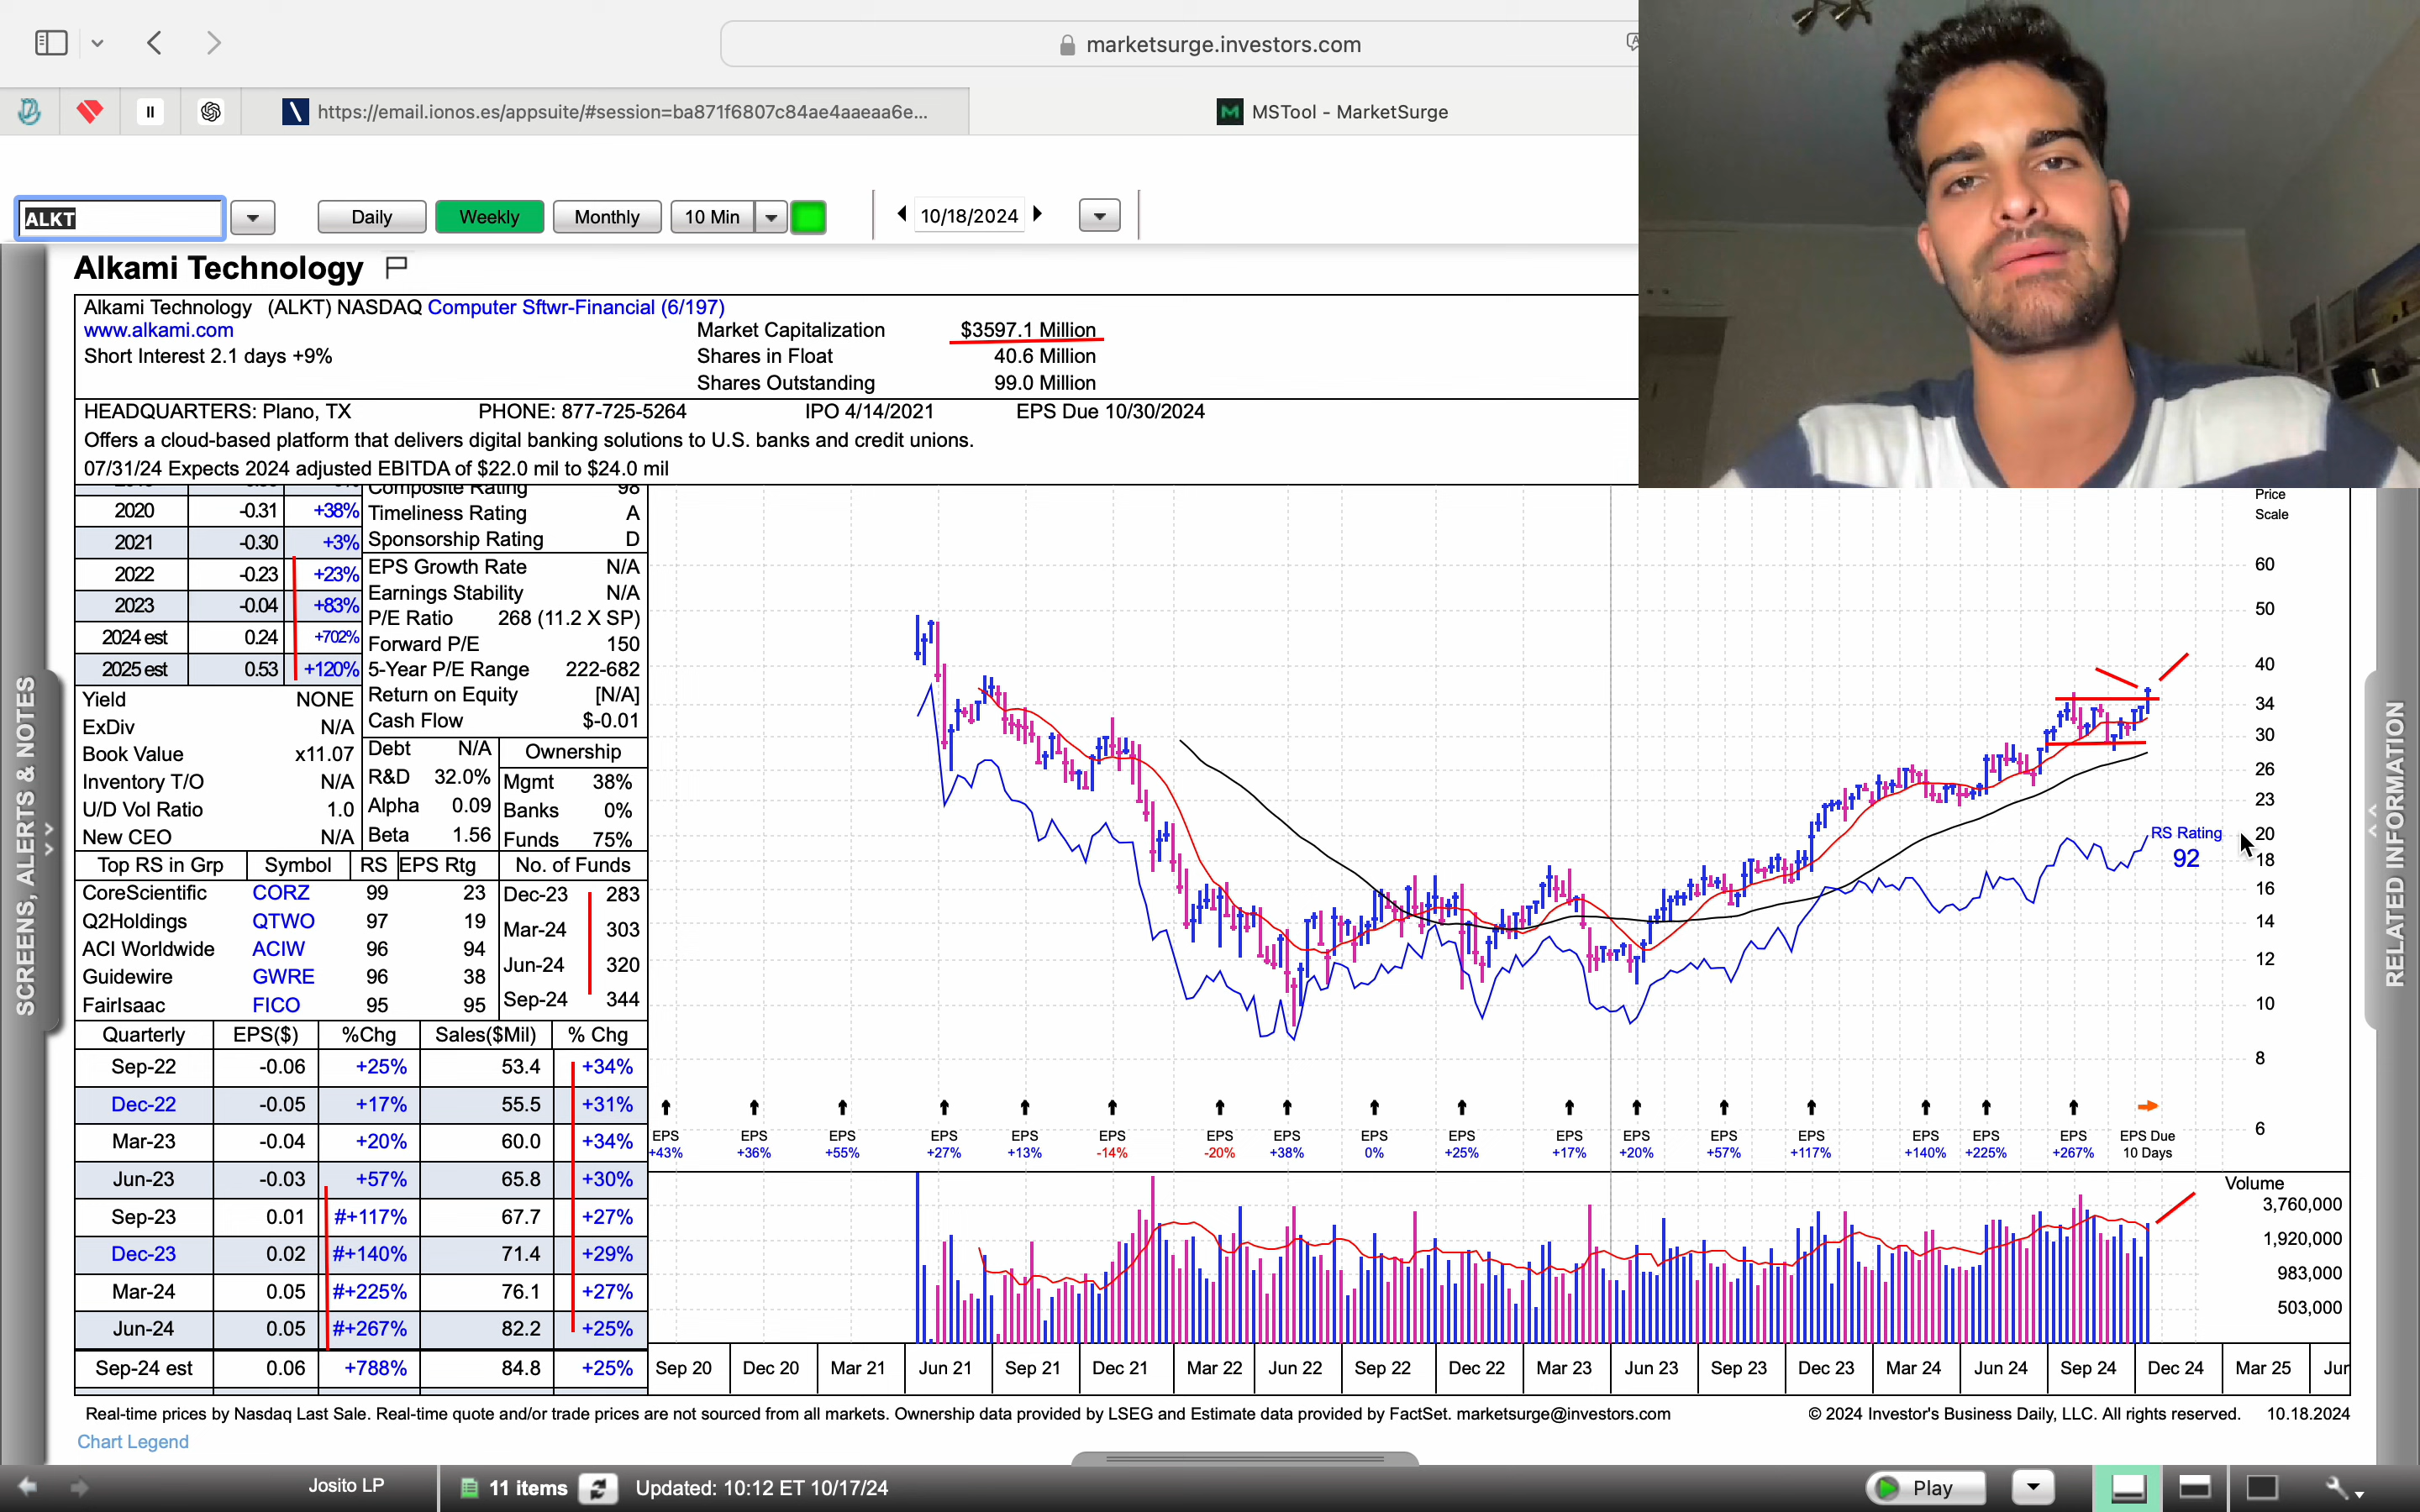 marketsurge.investors.com
https://email.ionos.es/appsuite/#session=ba871f6807c84ae4aaeaa6e...
MSTool - MarketSurge
ALKT
Daily
Weekly
Monthly
10 Min
10/18/2024
Alkami Technology
Alkami Technology (ALKT) NASDAQ Computer Sftwr-Financial (6/197)
www.alkami.com
Market Capitalization $3597.1 Million
Short Interest 2.1 days +9%
Shares in Float 40.6 Million
Shares Outstanding 99.0 Million
HEADQUARTERS: Plano, TX PHONE: 877-725-5264 IPO 4/14/2021 EPS Due 10/30/2024
Offers a cloud-based platform that delivers digital banking solutions to U.S. banks and credit unions.
07/31/24 Expects 2024 adjusted EBITDA of $22.0 mil to $24.0 mil
2020 -0.31 +38%
2021 -0.30 +3%
2022 -0.23 +23%
2023 -0.04 +83%
2024 est 0.24 +702%
2025 est 0.53 +120%
Composite Rating 98
Timeliness Rating A
Sponsorship Rating D
EPS Growth Rate N/A
Earnings Stability N/A
P/E Ratio 268 (11.2 X SP)
Forward P/E 150
5-Year P/E Range 222-682
Return on Equity [N/A]
Cash Flow $-0.01
Yield NONE
ExDiv N/A
Book Value x11.07
Inventory T/O N/A
U/D Vol Ratio 1.0
New CEO N/A
Debt N/A
R&D 32.0%
Alpha 0.09
Beta 1.56
Ownership
Mgmt 38%
Banks 0%
Funds 75%
Top RS in Grp Symbol RS EPS Rtg
CoreScientific CORZ 99 23
Q2Holdings QTWO 97 19
ACI Worldwide ACIW 96 94
Guidewire GWRE 96 38
FairIsaac FICO 95 95
No. of Funds
Dec-23 283
Mar-24 303
Jun-24 320
Sep-24 344
Quarterly EPS($) %Chg Sales($Mil) % Chg
Sep-22 -0.06 +25% 53.4 +34%
Dec-22 -0.05 +17% 55.5 +31%
Mar-23 -0.04 +20% 60.0 +34%
Jun-23 -0.03 +57% 65.8 +30%
Sep-23 0.01 #+117% 67.7 +27%
Dec-23 0.02 #+140% 71.4 +29%
Mar-24 0.05 #+225% 76.1 +27%
Jun-24 0.05 #+267% 82.2 +25%
Sep-24 est 0.06 +788% 84.8 +25%
Price
Scale
60
50
40
34
30
26
23
20
18
16
14
12
10
8
6
RS Rating
92
EPS EPS EPS EPS EPS EPS EPS EPS EPS EPS EPS EPS EPS EPS EPS EPS EPS EPS Due
+43% +36% +55% +27% +13% -14% -20% +38% 0% +25% +17% +20% +57% +117% +140% +225% +267% 10 Days
Volume
3,760,000
1,920,000
983,000
503,000
Sep 20 Dec 20 Mar 21 Jun 21 Sep 21 Dec 21 Mar 22 Jun 22 Sep 22 Dec 22 Mar 23 Jun 23 Sep 23 Dec 23 Mar 24 Jun 24 Sep 24 Dec 24 Mar 25 Jur
Real-time prices by Nasdaq Last Sale. Real-time quote and/or trade prices are not sourced from all markets. Ownership data provided by LSEG and Estimate data provided by FactSet. marketsurge@investors.com
© 2024 Investor's Business Daily, LLC. All rights reserved. 10.18.2024
Chart Legend
SCREENS, ALERTS & NOTES
RELATED INFORMATION
Josito LP
11 items
Updated: 10:12 ET 10/17/24
Play